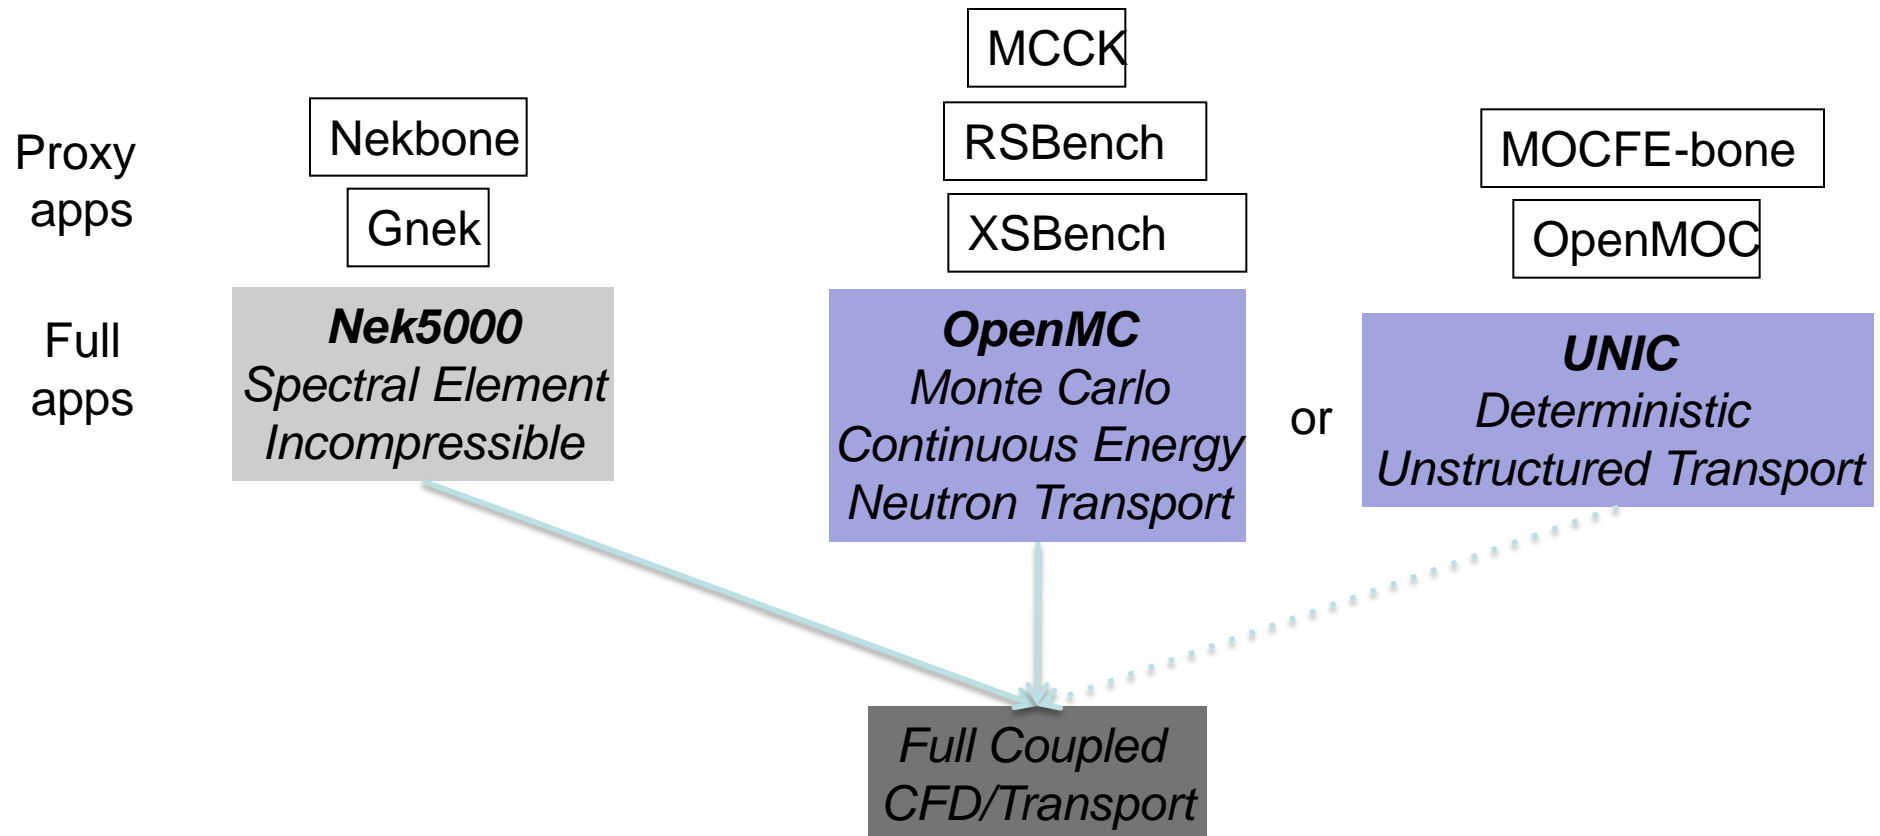 Proxy
apps
Nekbone
Gnek
MCCK
RSBench
XSBench
MOCFE-bone
OpenMOC
Full
apps
Nek5000
Spectral Element
Incompressible
OpenMC
Monte Carlo
Continuous Energy
Neutron Transport
or
UNIC
Deterministic
Unstructured Transport
Full Coupled
CFD/Transport